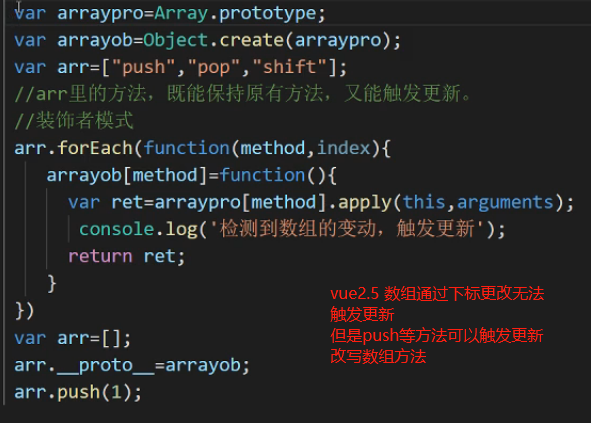 var arraypro=Array.prototype;
var arrayob=Object.create(arraypro);
var arr=["push","pop","shift"];
//arr里的方法，既能保持原有方法，又能触发更新。
//装饰者模式
arr.forEach(function(method,index){
arrayob[method]=function(){
var ret=arraypro[method].apply(this,arguments);
console.log('检测到数组的变动，触发更新');
return ret;
}
})
var arr=[];
arr.__proto__=arrayob;
arr.push(1);
vue2.5 数组通过下标更改无法
触发更新
但是push等方法可以触发更新
改写数组方法